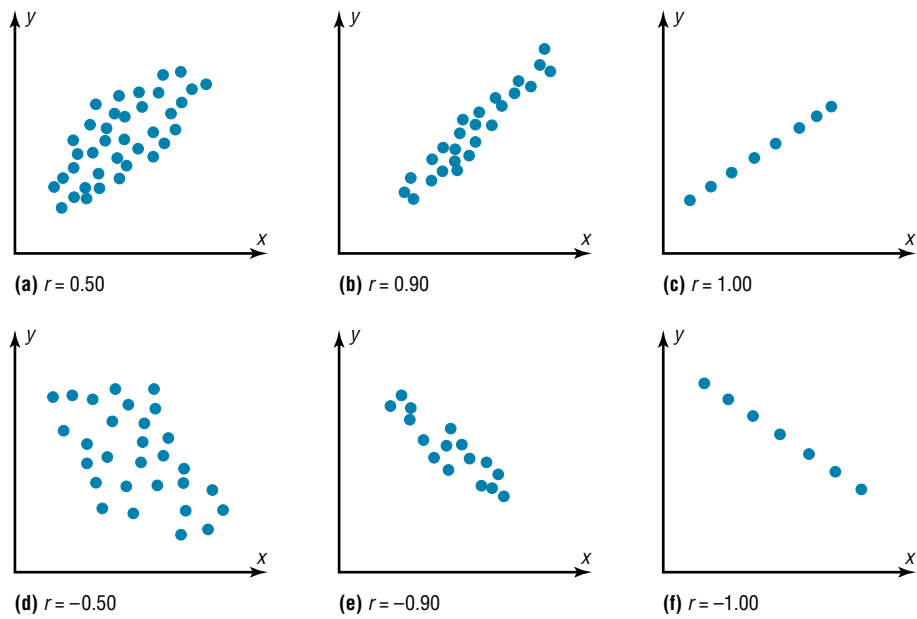 y
x
(a) r = 0.50
y
x
(b) r = 0.90
y
x
(c) r = 1.00
y
x
(d) r = −0.50
y
x
(e) r = −0.90
y
x
(f) r = −1.00